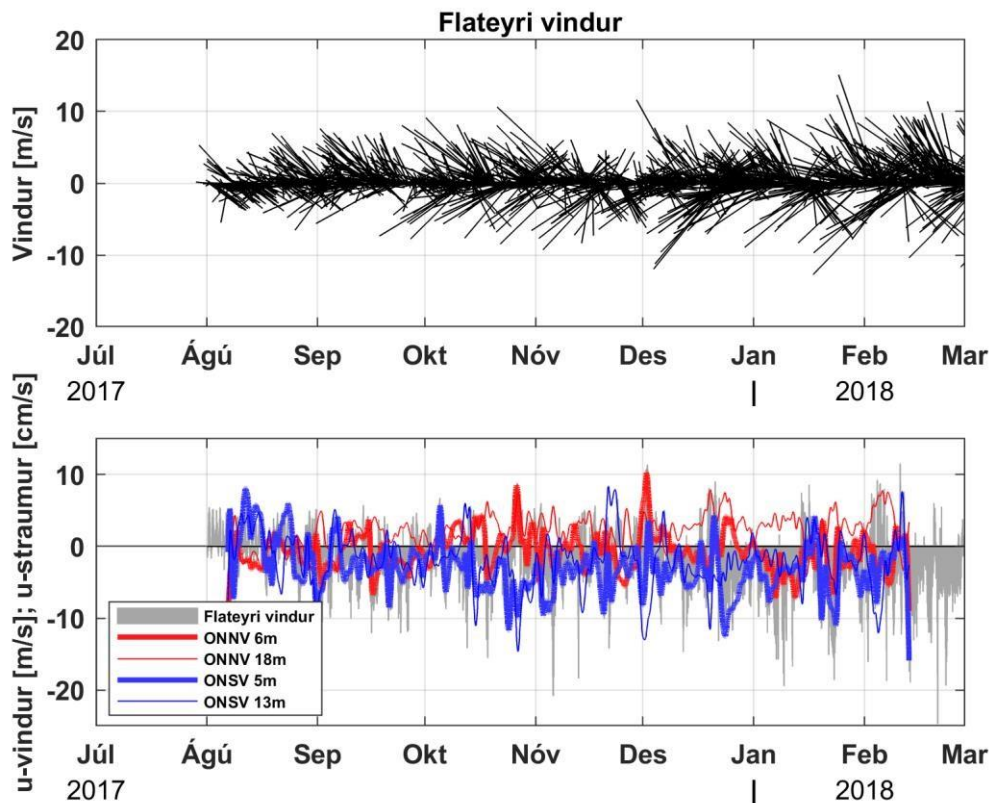 Flateyri vindur
Vindur [m/s]
20
10
0
-10
-20
Júl Ágú Sep Okt Nóv Des Jan Feb Mar
2017 | 2018
u-vindur [m/s]; u-straumur [cm/s]
10
0
-10
-20
Flateyri vindur
ONNV 6m
ONNV 18m
ONSV 5m
ONSV 13m
Júl Ágú Sep Okt Nóv Des Jan Feb Mar
2017 | 2018